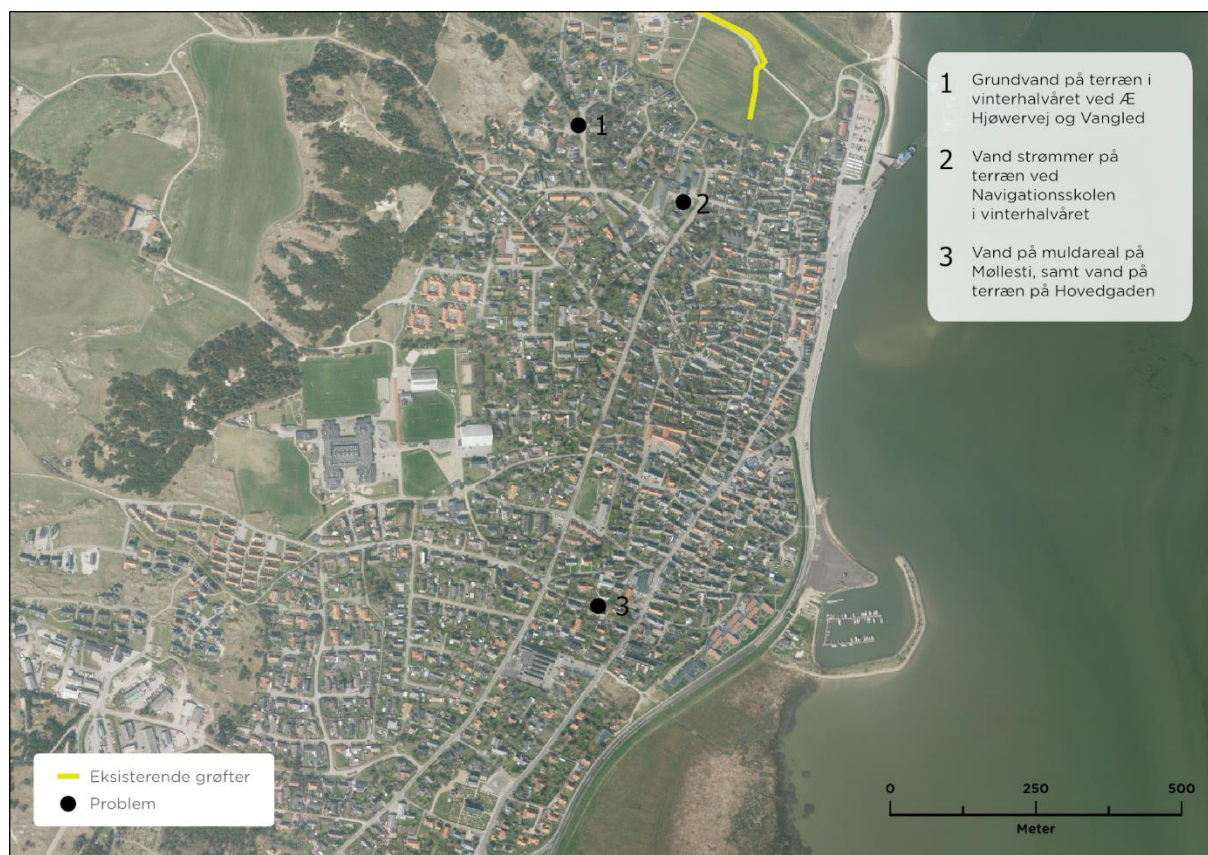 1
2
3
1 Grundvand på terræn i
vinterhalvåret ved Æ
Hjøwervej og Vangled
2 Vand strømmer på
terræn ved
Navigationsskolen
i vinterhalvåret
3 Vand på muldareal på
Møllesti, samt vand på
terræn på Hovedgaden
Eksisterende grøfter
Problem
0 250 500
Meter